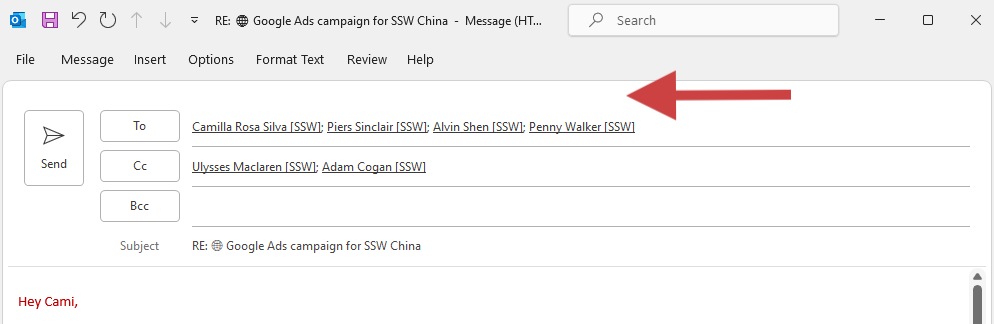 RE: 🌐 Google Ads campaign for SSW China - Message (HT...
Search
File Message Insert Options Format Text Review Help
Send
To
Camilla Rosa Silva [SSW]; Piers Sinclair [SSW]; Alvin Shen [SSW]; Penny Walker [SSW]
Cc
Ulysses Maclaren [SSW]; Adam Cogan [SSW]
Bcc
Subject
RE: 🌐 Google Ads campaign for SSW China
Hey Cami,